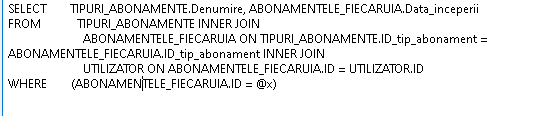 SELECT TIPURI_ABONAMENTE.Denumire, ABONAMENTELE_FIECARUIA.Data_inceperii
FROM TIPURI_ABONAMENTE INNER JOIN
ABONAMENTELE_FIECARUIA ON TIPURI_ABONAMENTE.ID_tip_abonament =
ABONAMENTELE_FIECARUIA.ID_tip_abonament INNER JOIN
UTILIZATOR ON ABONAMENTELE_FIECARUIA.ID = UTILIZATOR.ID
WHERE (ABONAMENTELE_FIECARUIA.ID = @x)